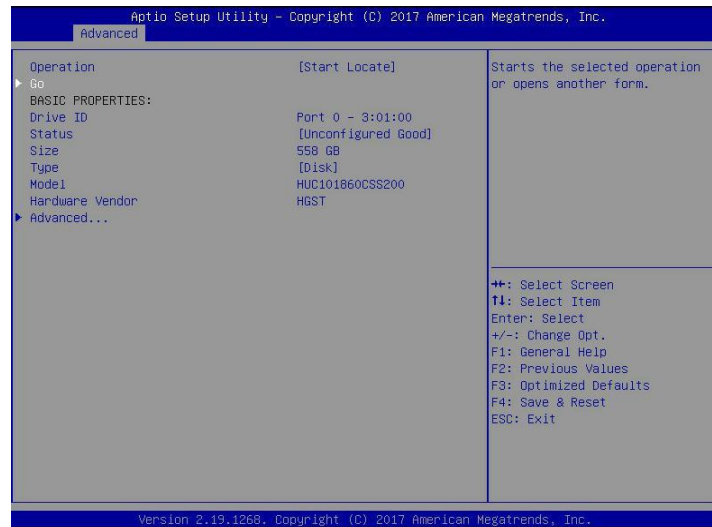 Aptio Setup Utility – Copyright (C) 2017 American Megatrends, Inc.
Advanced
Operation [Start Locate]
Go
BASIC PROPERTIES:
Drive ID Port 0 - 3:01:00
Status [Unconfigured Good]
Size 558 GB
Type [Disk]
Model HUC101860CSS200
Hardware Vendor HGST
Advanced...
Starts the selected operation
or opens another form.
→←: Select Screen
↑↓: Select Item
Enter: Select
+/-: Change Opt.
F1: General Help
F2: Previous Values
F3: Optimized Defaults
F4: Save & Reset
ESC: Exit
Version 2.19.1268. Copyright (C) 2017 American Megatrends, Inc.